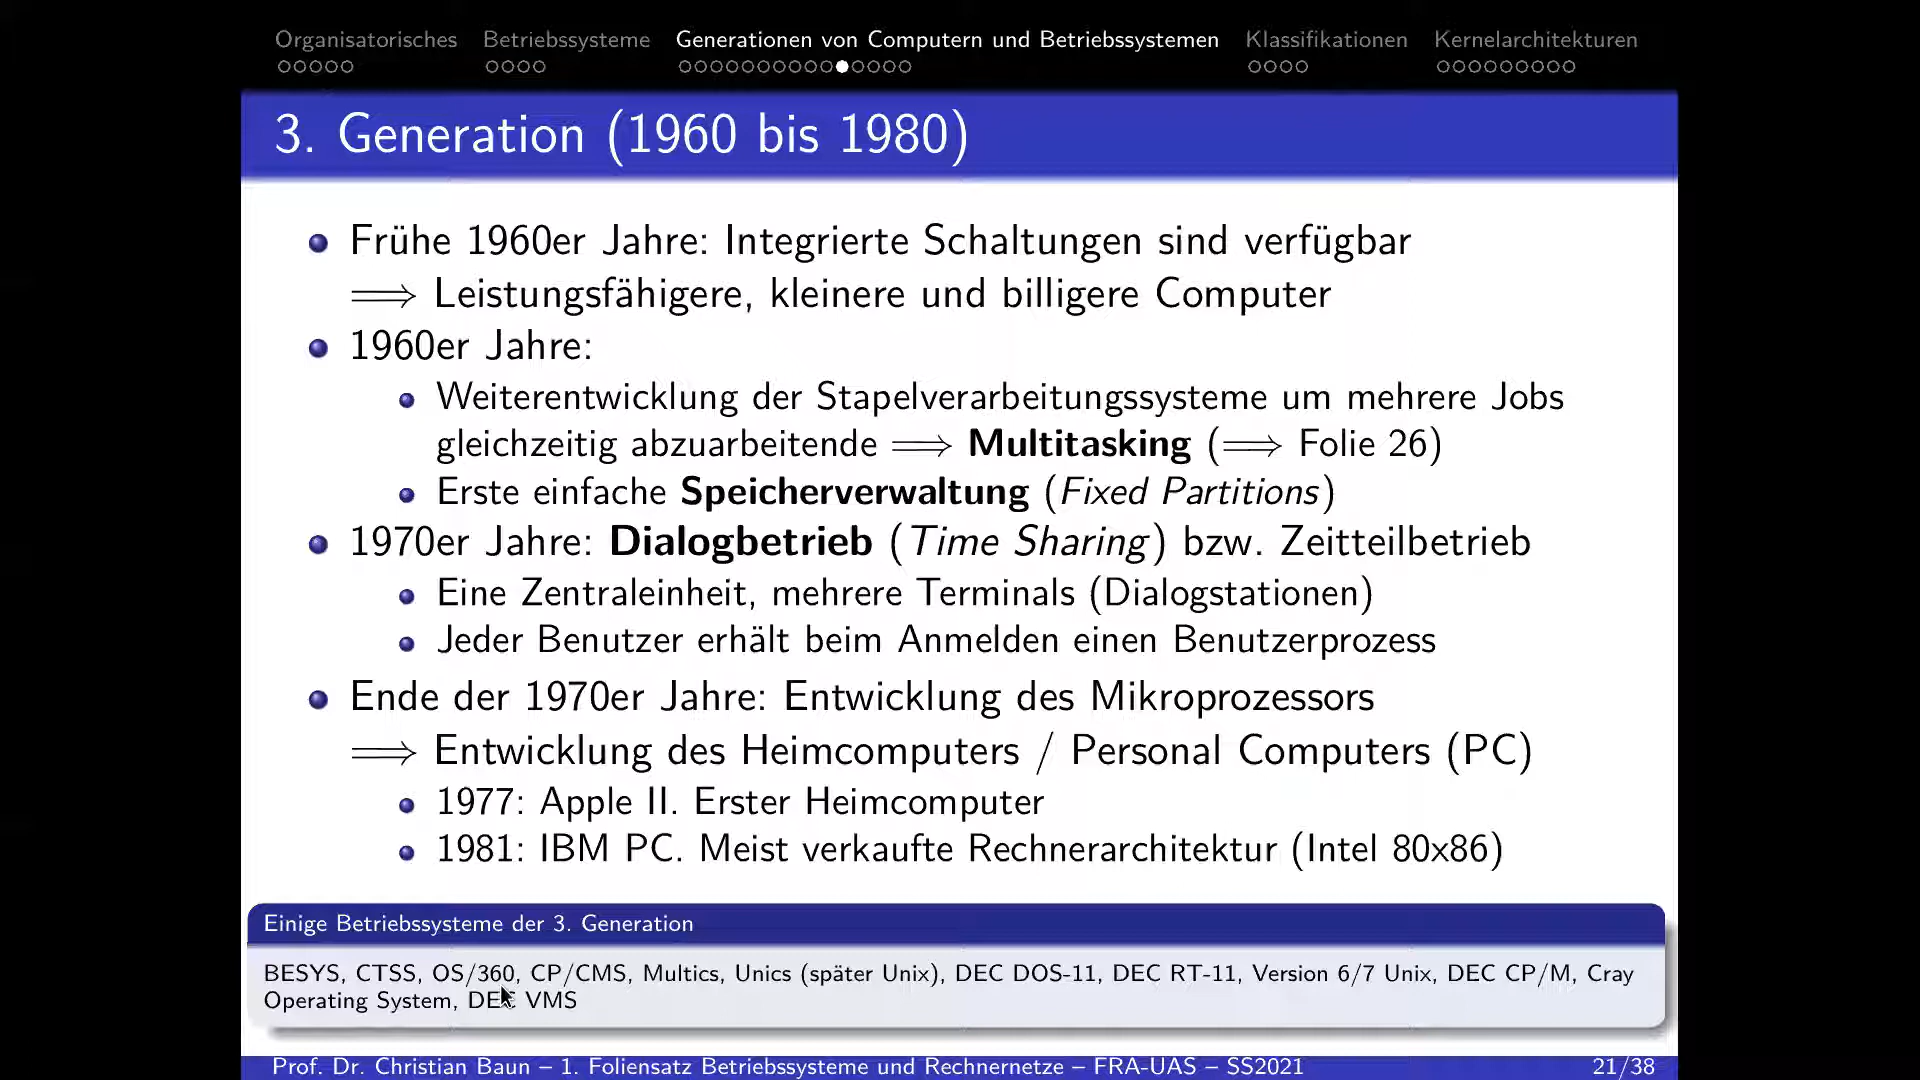 Organisatorisches Betriebssysteme Generationen von Computern und Betriebssystemen Klassifikationen Kernelarchitekturen
3. Generation (1960 bis 1980)
Frühe 1960er Jahre: Integrierte Schaltungen sind verfügbar
⟹ Leistungsfähigere, kleinere und billigere Computer
1960er Jahre:
Weiterentwicklung der Stapelverarbeitungssysteme um mehrere Jobs
gleichzeitig abzuarbeitende ⟹ Multitasking (⟹ Folie 26)
Erste einfache Speicherverwaltung (Fixed Partitions)
1970er Jahre: Dialogbetrieb (Time Sharing) bzw. Zeitteilbetrieb
Eine Zentraleinheit, mehrere Terminals (Dialogstationen)
Jeder Benutzer erhält beim Anmelden einen Benutzerprozess
Ende der 1970er Jahre: Entwicklung des Mikroprozessors
⟹ Entwicklung des Heimcomputers / Personal Computers (PC)
1977: Apple II. Erster Heimcomputer
1981: IBM PC. Meist verkaufte Rechnerarchitektur (Intel 80x86)
Einige Betriebssysteme der 3. Generation
BESYS, CTSS, OS/360, CP/CMS, Multics, Unics (später Unix), DEC DOS-11, DEC RT-11, Version 6/7 Unix, DEC CP/M, Cray
Operating System, DEC VMS
Prof. Dr. Christian Baun – 1. Foliensatz Betriebssysteme und Rechnernetze – FRA-UAS – SS2021 21/38